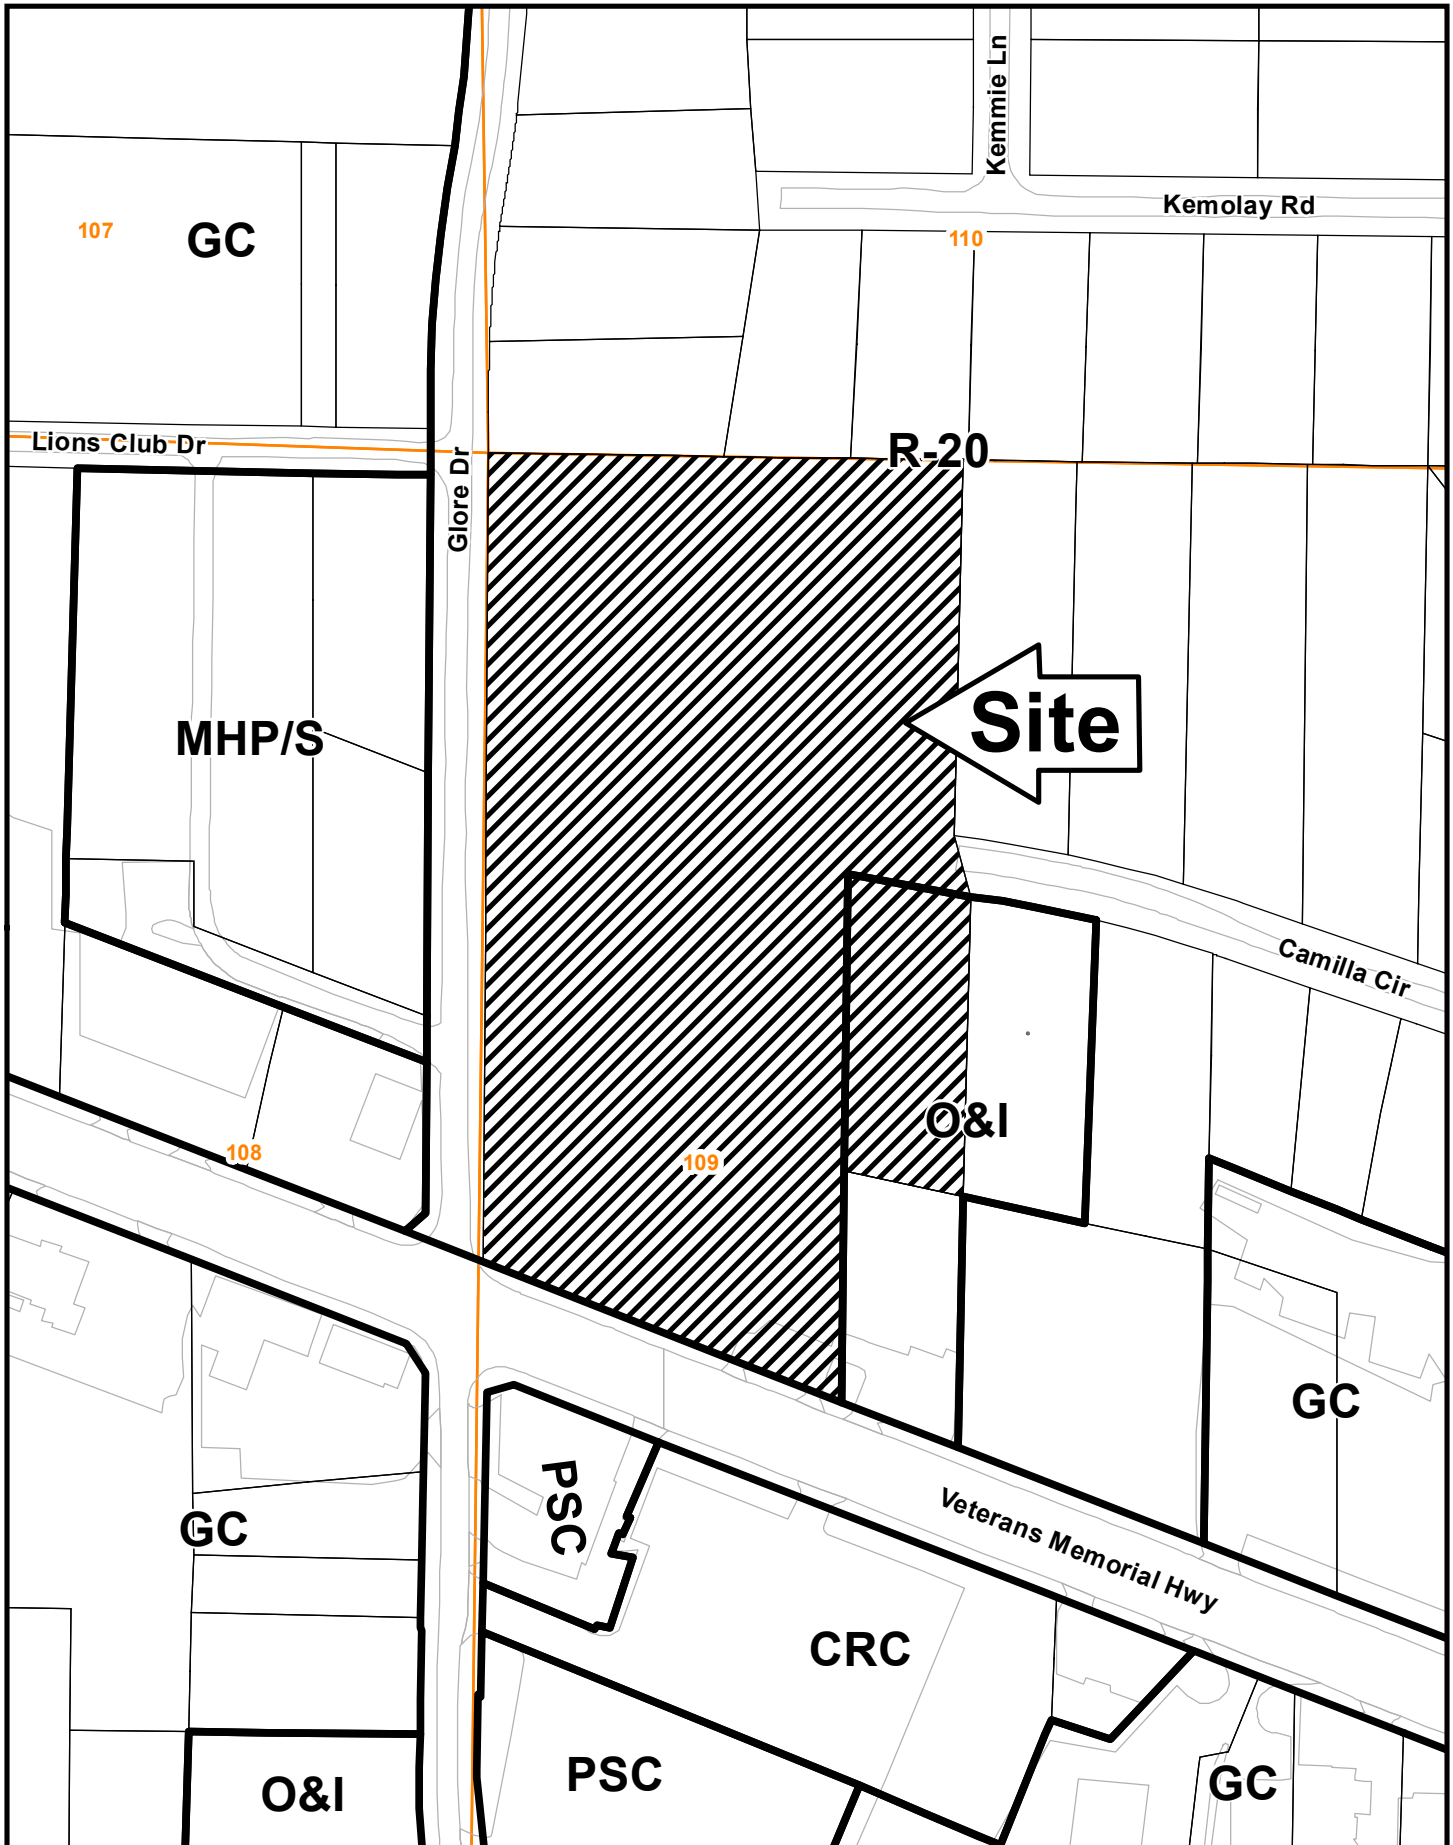 Kemmie Ln
Kemolay Rd
107
GC
110
Lions Club Dr
Glore Dr
R-20
MHP/S
Site
Camilla Cir
O&I
108
109
GC
PSC
GC
Veterans Memorial Hwy
CRC
PSC
GC
O&I